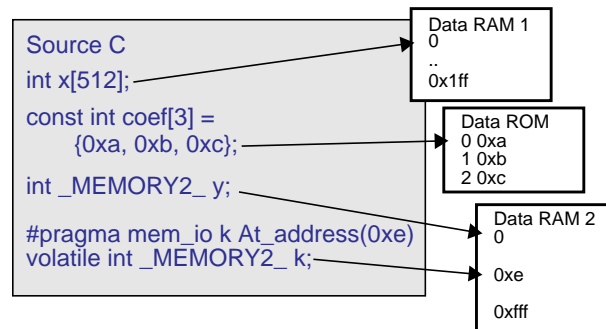 Source C
int x[512];
const int coef[3] =
{0xa, 0xb, 0xc};
int _MEMORY2_ y;
#pragma mem_io k At_address(0xe)
volatile int _MEMORY2_ k;
Data RAM 1
0
..
0x1ff
Data ROM
0 0xa
1 0xb
2 0xc
Data RAM 2
0
0xe
0xfff